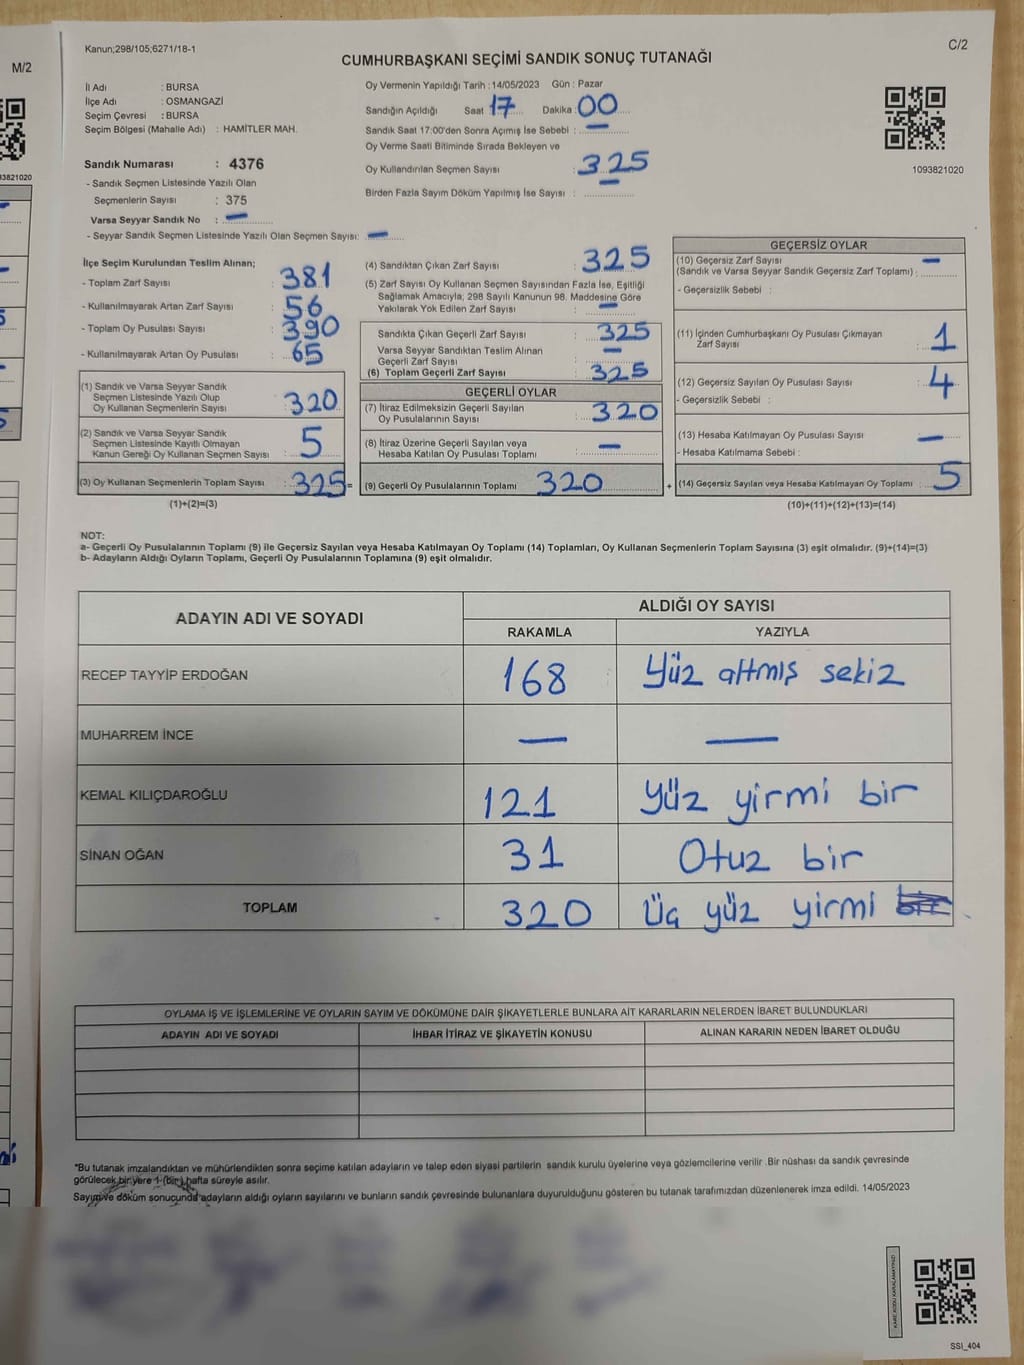 Kanun;298/105;6271/18-1
C/2
M/2
CUMHURBAŞKANI SEÇİMİ SANDIK SONUÇ TUTANAĞI
İl Adı : BURSA
İlçe Adı : OSMANGAZİ
Seçim Çevresi : BURSA
Seçim Bölgesi (Mahalle Adı) : HAMİTLER MAH.
Oy Vermenin Yapıldığı Tarih : 14/05/2023 Gün : Pazar
Sandığın Açıldığı Saat 17 Dakika : 00
Sandık Saat 17:00'den Sonra Açımış İse Sebebi : —
Oy Verme Saati Bitiminde Sırada Bekleyen ve
Oy Kullandırılan Seçmen Sayısı : 325
Birden Fazla Sayım Döküm Yapılmış İse Sayısı : —
1093821020
93821020
Sandık Numarası : 4376
- Sandık Seçmen Listesinde Yazılı Olan
Seçmenlerin Sayısı : 375
Varsa Seyyar Sandık No : —
- Seyyar Sandık Seçmen Listesinde Yazılı Olan Seçmen Sayısı: —
İlçe Seçim Kurulundan Teslim Alınan;
- Toplam Zarf Sayısı : 381
- Kullanılmayarak Artan Zarf Sayısı : 56
- Toplam Oy Pusulası Sayısı : 390
- Kullanılmayarak Artan Oy Pusulası : 65
(1) Sandık ve Varsa Seyyar Sandık
Seçmen Listesinde Yazılı Olup
Oy Kullanan Seçmenlerin Sayısı : 320
(2) Sandık ve Varsa Seyyar Sandık
Seçmen Listesinde Kayıtlı Olmayan
Kanun Gereği Oy Kullanan Seçmen Sayısı : 5
(3) Oy Kullanan Seçmenlerin Toplam Sayısı : 325 =
(1)+(2)=(3)
(4) Sandıktan Çıkan Zarf Sayısı : 325
(5) Zarf Sayısı Oy Kullanan Seçmen Sayısından Fazla İse, Eşitliği
Sağlamak Amacıyla; 298 Sayılı Kanunun 98. Maddesine Göre
Yakılarak Yok Edilen Zarf Sayısı : —
Sandıkta Çıkan Geçerli Zarf Sayısı : 325
Varsa Seyyar Sandıktan Teslim Alınan
Geçerli Zarf Sayısı : —
(6) Toplam Geçerli Zarf Sayısı : 325
GEÇERLİ OYLAR
(7) İtiraz Edilmeksizin Geçerli Sayılan
Oy Pusulalarının Sayısı : 320
(8) İtiraz Üzerine Geçerli Sayılan veya
Hesaba Katılan Oy Pusulası Toplamı : —
(9) Geçerli Oy Pusulalarının Toplamı 320 +
GEÇERSİZ OYLAR
(10) Geçersiz Zarf Sayısı —
(Sandık ve Varsa Seyyar Sandık Geçersiz Zarf Toplamı) :
- Geçersizlik Sebebi :
(11) İçinden Cumhurbaşkanı Oy Pusulası Çıkmayan
Zarf Sayısı : 1
(12) Geçersiz Sayılan Oy Pusulası Sayısı : 4
- Geçersizlik Sebebi :
(13) Hesaba Katılmayan Oy Pusulası Sayısı : —
- Hesaba Katılmama Sebebi :
(14) Geçersiz Sayılan veya Hesaba Katılmayan Oy Toplamı : 5
(10)+(11)+(12)+(13)=(14)
NOT:
a- Geçerli Oy Pusulalarının Toplamı (9) ile Geçersiz Sayılan veya Hesaba Katılmayan Oy Toplamı (14) Toplamları, Oy Kullanan Seçmenlerin Toplam Sayısına (3) eşit olmalıdır. (9)+(14)=(3)
b- Adayların Aldığı Oyların Toplamı, Geçerli Oy Pusulalarının Toplamına (9) eşit olmalıdır.
ADAYIN ADI VE SOYADI ALDIĞI OY SAYISI
RAKAMLA YAZIYLA
RECEP TAYYİP ERDOĞAN 168 Yüz altmış sekiz
MUHARREM İNCE — —
KEMAL KILIÇDAROĞLU 121 Yüz yirmi bir
SİNAN OĞAN 31 Otuz bir
TOPLAM 320 Üç yüz yirmi
OYLAMA İŞ VE İŞLEMLERİNE VE OYLARIN SAYIM VE DÖKÜMÜNE DAİR ŞİKAYETLERLE BUNLARA AİT KARARLARIN NELERDEN İBARET BULUNDUKLARI
ADAYIN ADI VE SOYADI İHBAR İTİRAZ VE ŞİKAYETİN KONUSU ALINAN KARARIN NEDEN İBARET OLDUĞU
*Bu tutanak imzalandıktan ve mühürlendikten sonra seçime katılan adayların ve talep eden siyasi partilerin sandık kurulu üyelerine veya gözlemcilerine verilir .Bir nüshası da sandık çevresinde
görülecek bir yere 1 (bir) hafta süreyle asılır.
Sayım ve döküm sonucunda adayların aldığı oyların sayılarını ve bunların sandık çevresinde bulunanlara duyurulduğunu gösteren bu tutanak tarafımızdan düzenlenerek imza edildi. 14/05/2023
KARE KODU KARALAMAYINIZ!
SSI_404